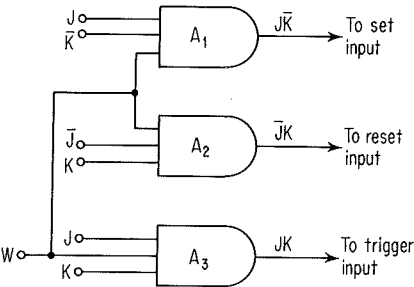 J
K̄
A1
JK̄
To set
input
J̄
K
A2
J̄K
To reset
input
W
J
K
A3
JK
To trigger
input